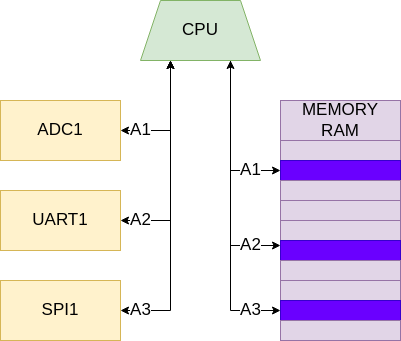 CPU
ADC1
A1
UART1
A2
SPI1
A3
MEMORY
RAM
A1
A2
A3